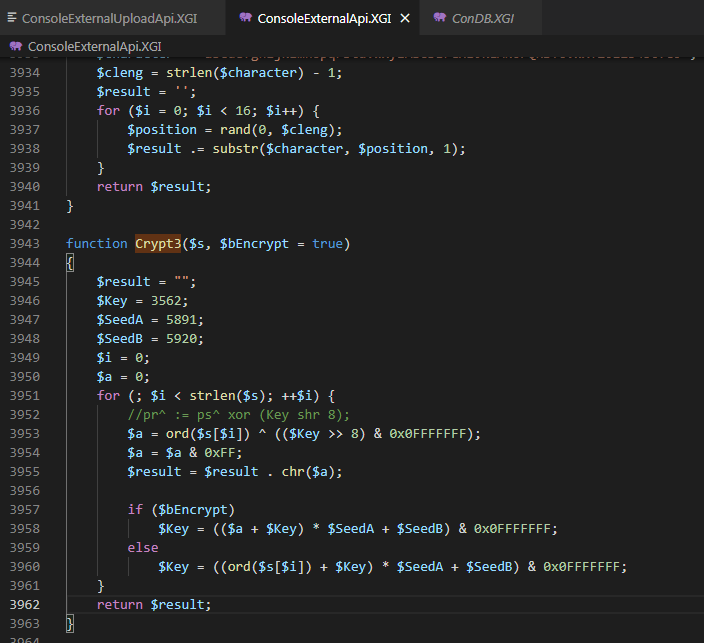 ConsoleExternalUploadApi.XGI ConsoleExternalApi.XGI ConDB.XGI
ConsoleExternalApi.XGI
3934 $cleng = strlen($character) - 1;
3935 $result = '';
3936 for ($i = 0; $i < 16; $i++) {
3937 $position = rand(0, $cleng);
3938 $result .= substr($character, $position, 1);
3939 }
3940 return $result;
3941 }
3942
3943 function Crypt3($s, $bEncrypt = true)
3944 {
3945 $result = "";
3946 $Key = 3562;
3947 $SeedA = 5891;
3948 $SeedB = 5920;
3949 $i = 0;
3950 $a = 0;
3951 for (; $i < strlen($s); ++$i) {
3952 //pr^ := ps^ xor (Key shr 8);
3953 $a = ord($s[$i]) ^ (($Key >> 8) & 0x0FFFFFFF);
3954 $a = $a & 0xFF;
3955 $result = $result . chr($a);
3956
3957 if ($bEncrypt)
3958 $Key = (($a + $Key) * $SeedA + $SeedB) & 0x0FFFFFFF;
3959 else
3960 $Key = ((ord($s[$i]) + $Key) * $SeedA + $SeedB) & 0x0FFFFFFF;
3961 }
3962 return $result;
3963 }